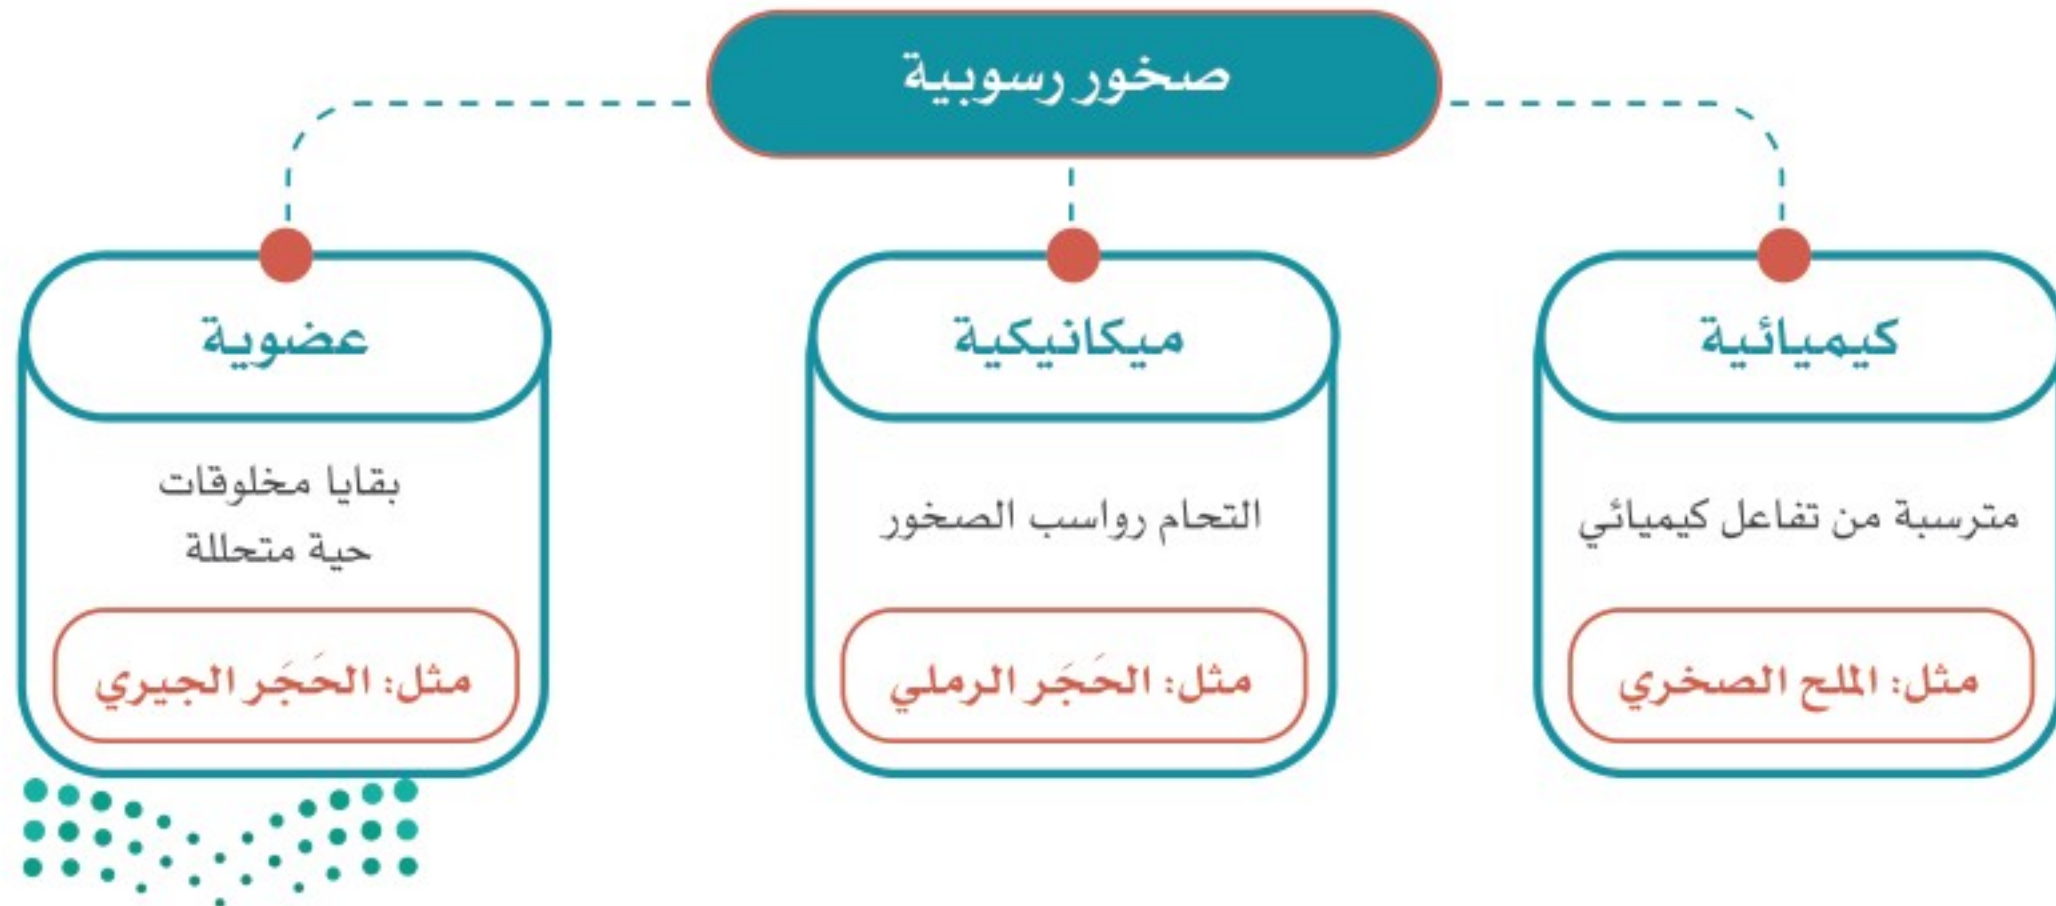 صخور رسوبية
كيميائية
مترسبة من تفاعل كيميائي
مثل: الملح الصخري
ميكانيكية
التحام رواسب الصخور
مثل: الحَجَر الرملي
عضوية
بقايا مخلوقات
حية متحللة
مثل: الحَجَر الجيري